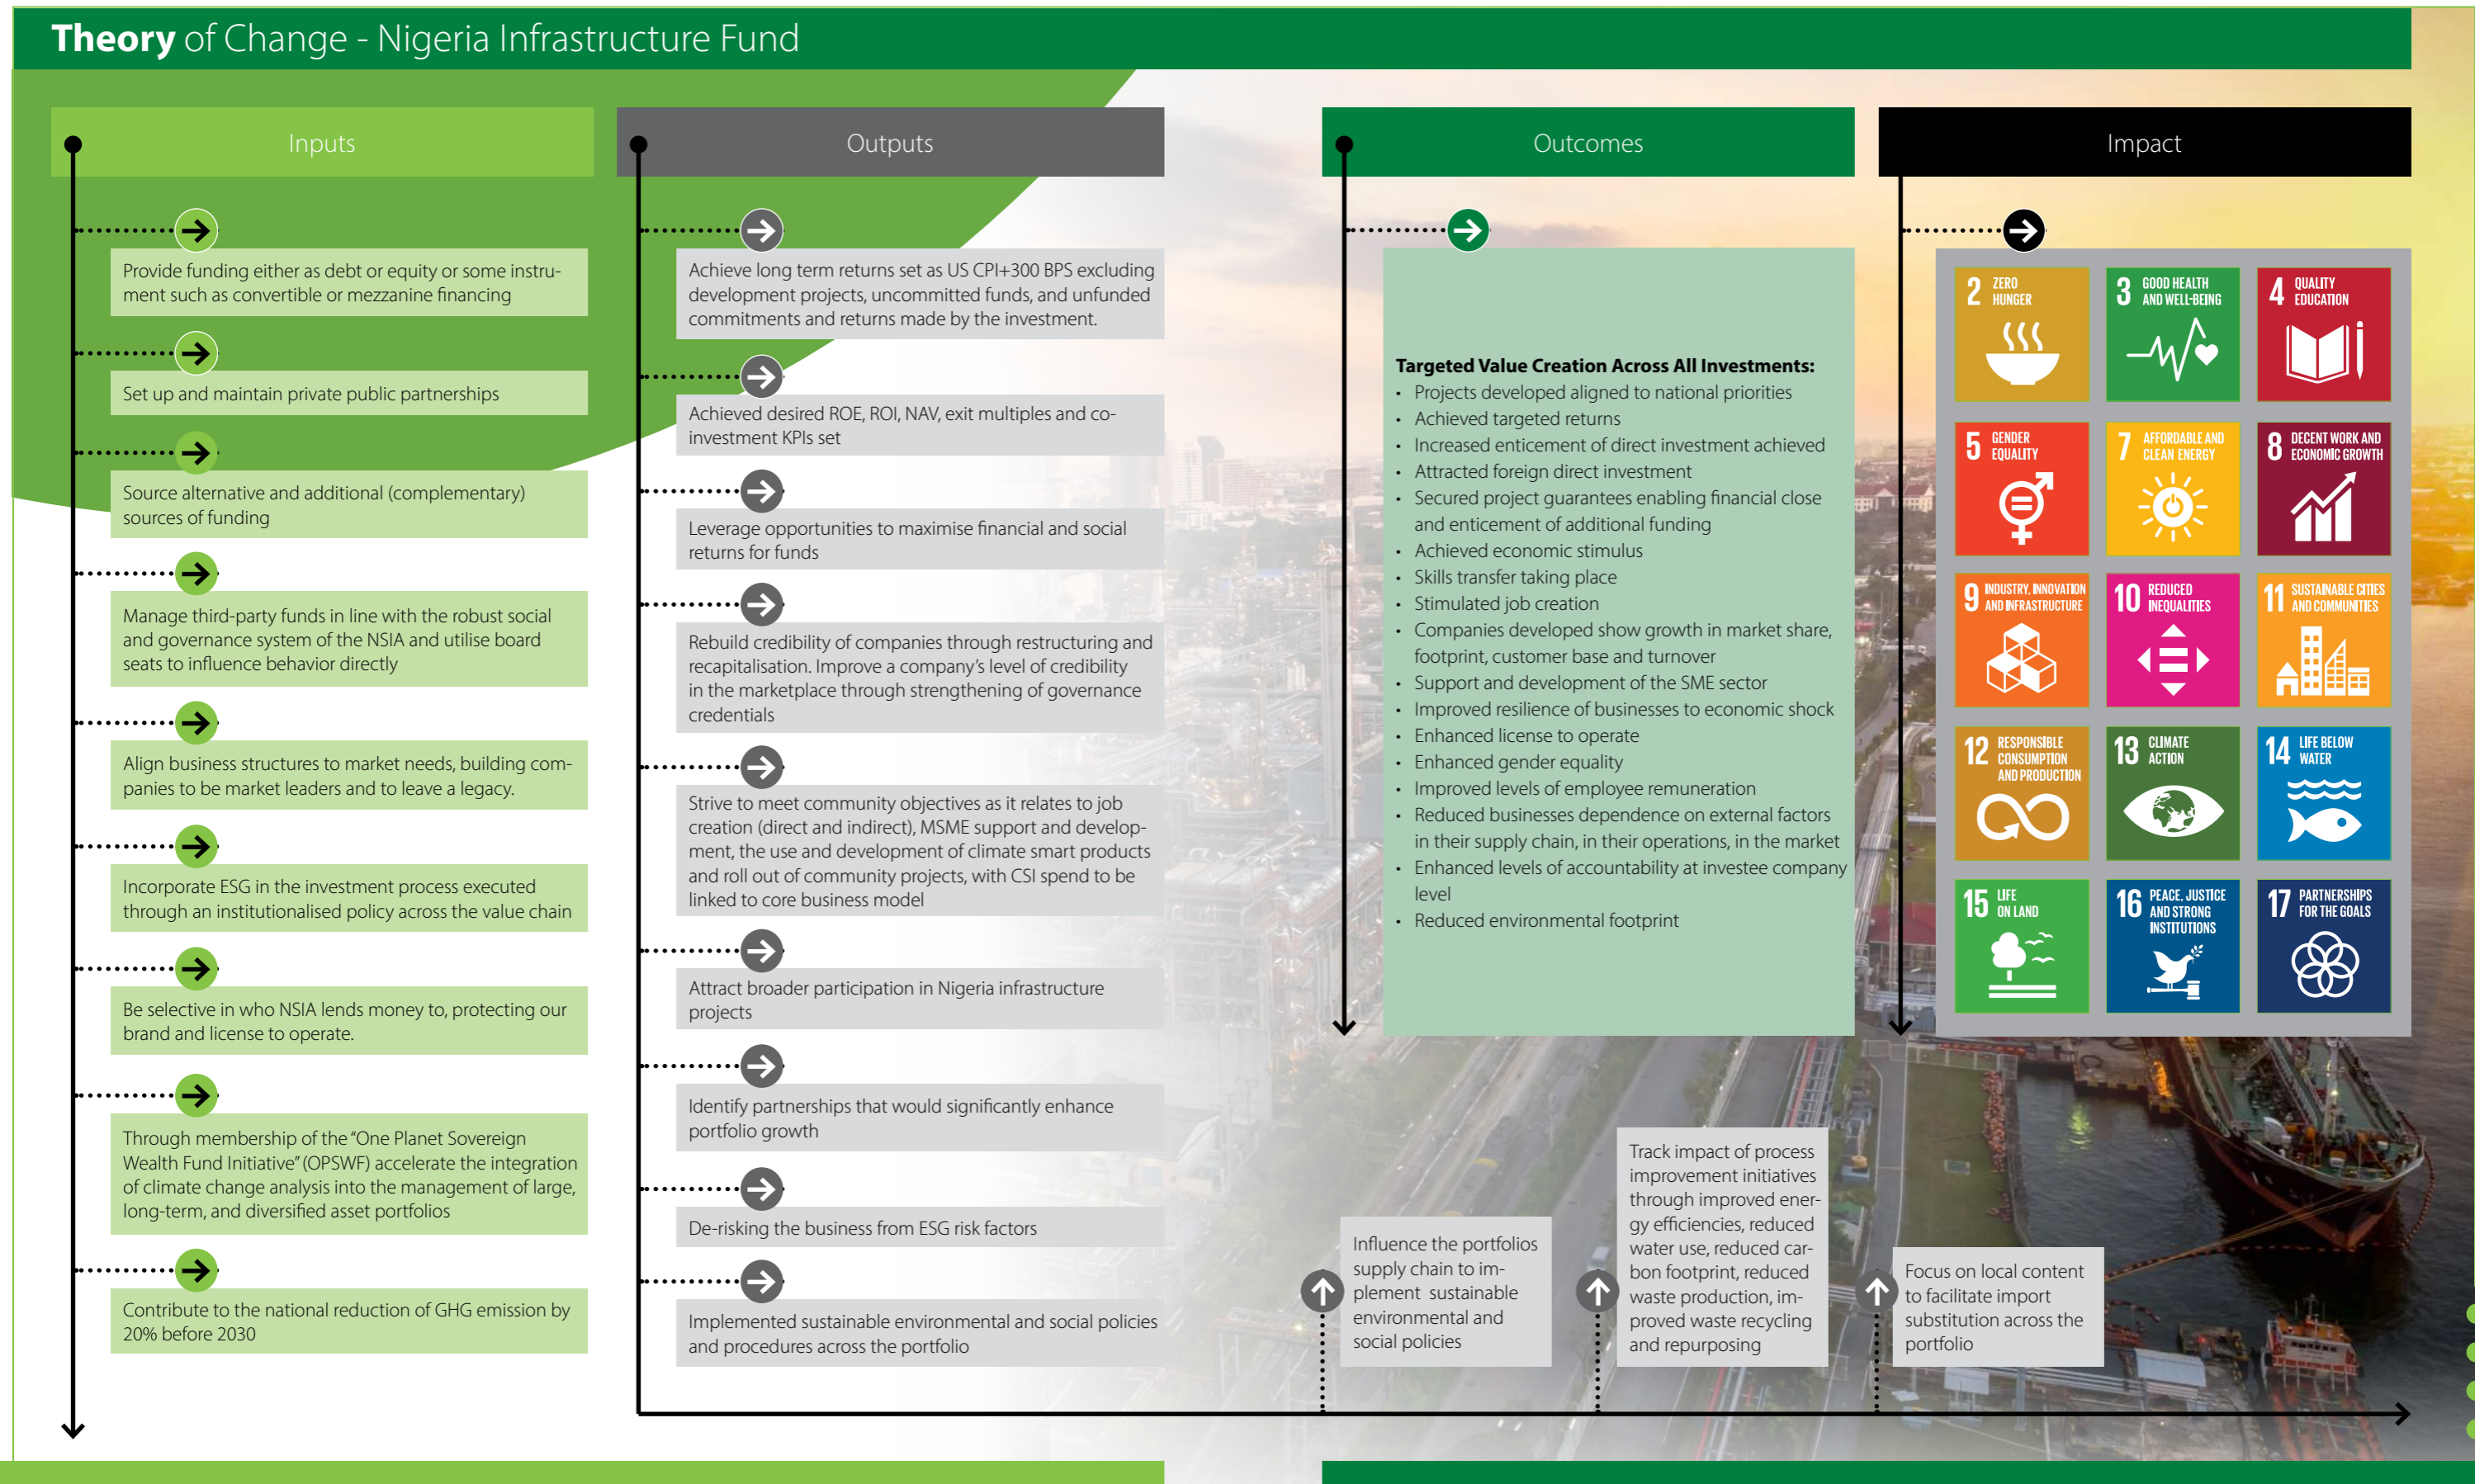 Theory of Change - Nigeria Infrastructure Fund
Inputs
Provide funding either as debt or equity or some instru-
ment such as convertible or mezzanine financing
Set up and maintain private public partnerships
Source alternative and additional (complementary)
sources of funding
Manage third-party funds in line with the robust social
and governance system of the NSIA and utilise board
seats to influence behavior directly
Align business structures to market needs, building com-
panies to be market leaders and to leave a legacy.
Incorporate ESG in the investment process executed
through an institutionalised policy across the value chain
Be selective in who NSIA lends money to, protecting our
brand and license to operate.
Through membership of the "One Planet Sovereign
Wealth Fund Initiative" (OPSWF) accelerate the integration
of climate change analysis into the management of large,
long-term, and diversified asset portfolios
Contribute to the national reduction of GHG emission by
20% before 2030
Outputs
Achieve long term returns set as US CPI+300 BPS excluding
development projects, uncommitted funds, and unfunded
commitments and returns made by the investment.
Achieved desired ROE, ROI, NAV, exit multiples and co-
investment KPIs set
Leverage opportunities to maximise financial and social
returns for funds
Rebuild credibility of companies through restructuring and
recapitalisation. Improve a company's level of credibility
in the marketplace through strengthening of governance
credentials
Strive to meet community objectives as it relates to job
creation (direct and indirect), MSME support and develop-
ment, the use and development of climate smart products
and roll out of community projects, with CSI spend to be
linked to core business model
Attract broader participation in Nigeria infrastructure
projects
Identify partnerships that would significantly enhance
portfolio growth
De-risking the business from ESG risk factors
Implemented sustainable environmental and social policies
and procedures across the portfolio
Influence the portfolios
supply chain to im-
plement sustainable
environmental and
social policies
Track impact of process
improvement initiatives
through improved ener-
gy efficiencies, reduced
water use, reduced car-
bon footprint, reduced
waste production, im-
proved waste recycling
and repurposing
Focus on local content
to facilitate import
substitution across the
portfolio
Outcomes
Targeted Value Creation Across All Investments:
• Projects developed aligned to national priorities
• Achieved targeted returns
• Increased enticement of direct investment achieved
• Attracted foreign direct investment
• Secured project guarantees enabling financial close
and enticement of additional funding
• Achieved economic stimulus
• Skills transfer taking place
• Stimulated job creation
• Companies developed show growth in market share,
footprint, customer base and turnover
• Support and development of the SME sector
• Improved resilience of businesses to economic shock
• Enhanced license to operate
• Enhanced gender equality
• Improved levels of employee remuneration
• Reduced businesses dependence on external factors
in their supply chain, in their operations, in the market
• Enhanced levels of accountability at investee company
level
• Reduced environmental footprint
Impact
2 ZERO
HUNGER
3 GOOD HEALTH
AND WELL-BEING
4 QUALITY
EDUCATION
5 GENDER
EQUALITY
7 AFFORDABLE AND
CLEAN ENERGY
8 DECENT WORK AND
ECONOMIC GROWTH
9 INDUSTRY, INNOVATION
AND INFRASTRUCTURE
10 REDUCED
INEQUALITIES
11 SUSTAINABLE CITIES
AND COMMUNITIES
12 RESPONSIBLE
CONSUMPTION
AND PRODUCTION
13 CLIMATE
ACTION
14 LIFE BELOW
WATER
15 LIFE
ON LAND
16 PEACE, JUSTICE
AND STRONG
INSTITUTIONS
17 PARTNERSHIPS
FOR THE GOALS